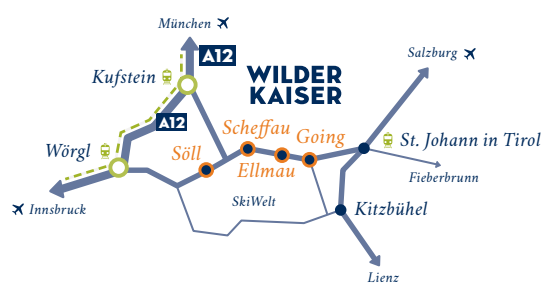 München
A12
Salzburg
Kufstein
WILDER
KAISER
A12
Scheffau
Going
St. Johann in Tirol
Wörgl
Söll
Ellmau
Fieberbrunn
Innsbruck
SkiWelt
Kitzbühel
Lienz